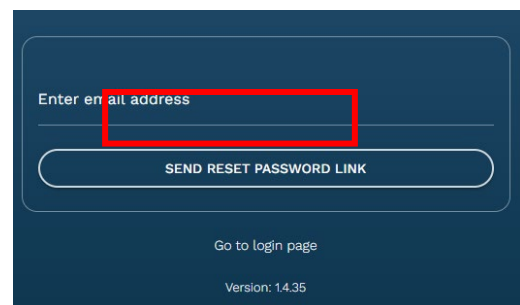 Enter email address
SEND RESET PASSWORD LINK
Go to login page
Version: 1.4.35